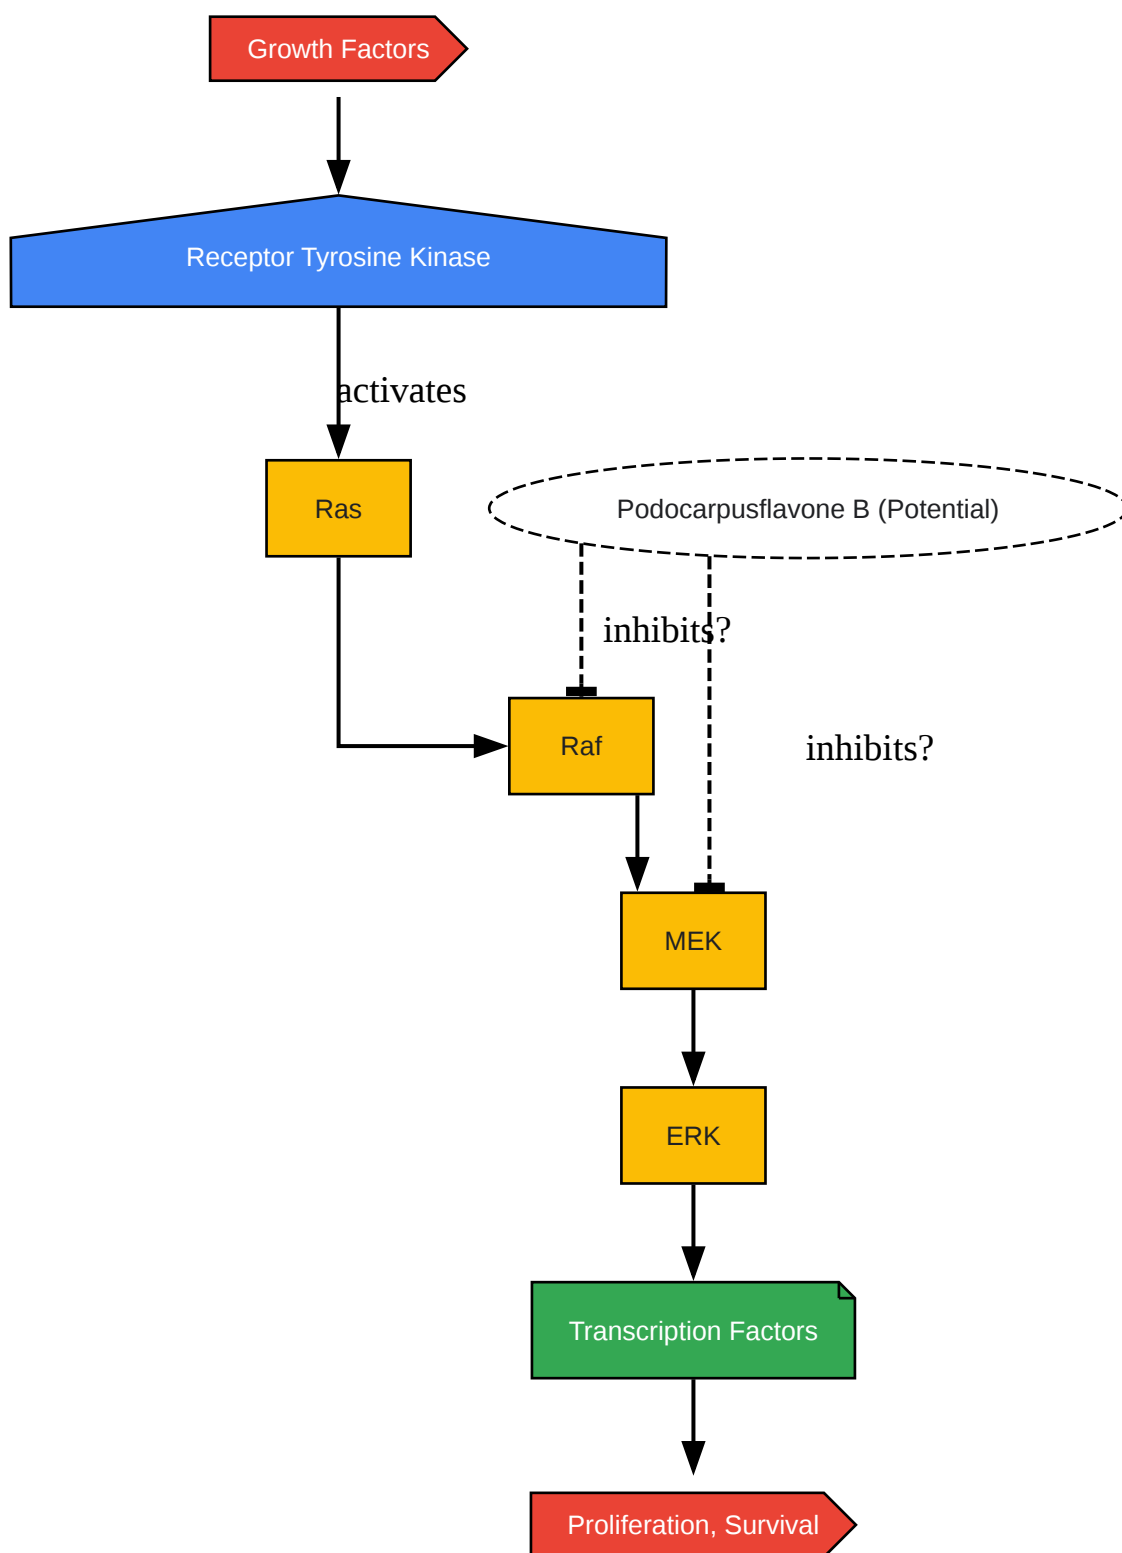 Growth Factors
Receptor Tyrosine Kinase
activates
Ras
Podocarpusflavone B (Potential)
inhibits?
Raf
inhibits?
MEK
ERK
Transcription Factors
Proliferation, Survival